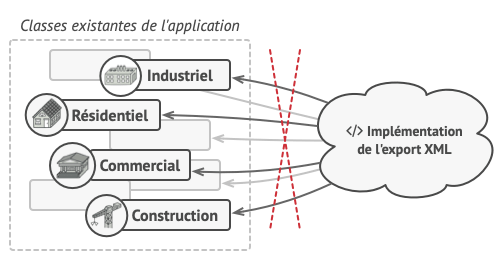 Classes existantes de l'application
Industriel
Résidentiel
Commercial
Construction
</> Implémentation
de l'export XML